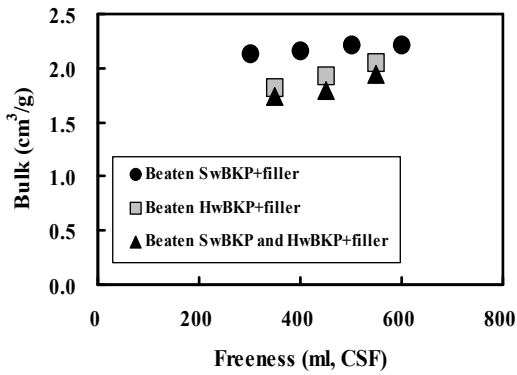 2.5
2.0
1.5
1.0
0.5
0.0
Bulk (cm³/g)
Beaten SwBKP+filler
Beaten HwBKP+filler
Beaten SwBKP and HwBKP+filler
0 200 400 600 800
Freeness (ml, CSF)